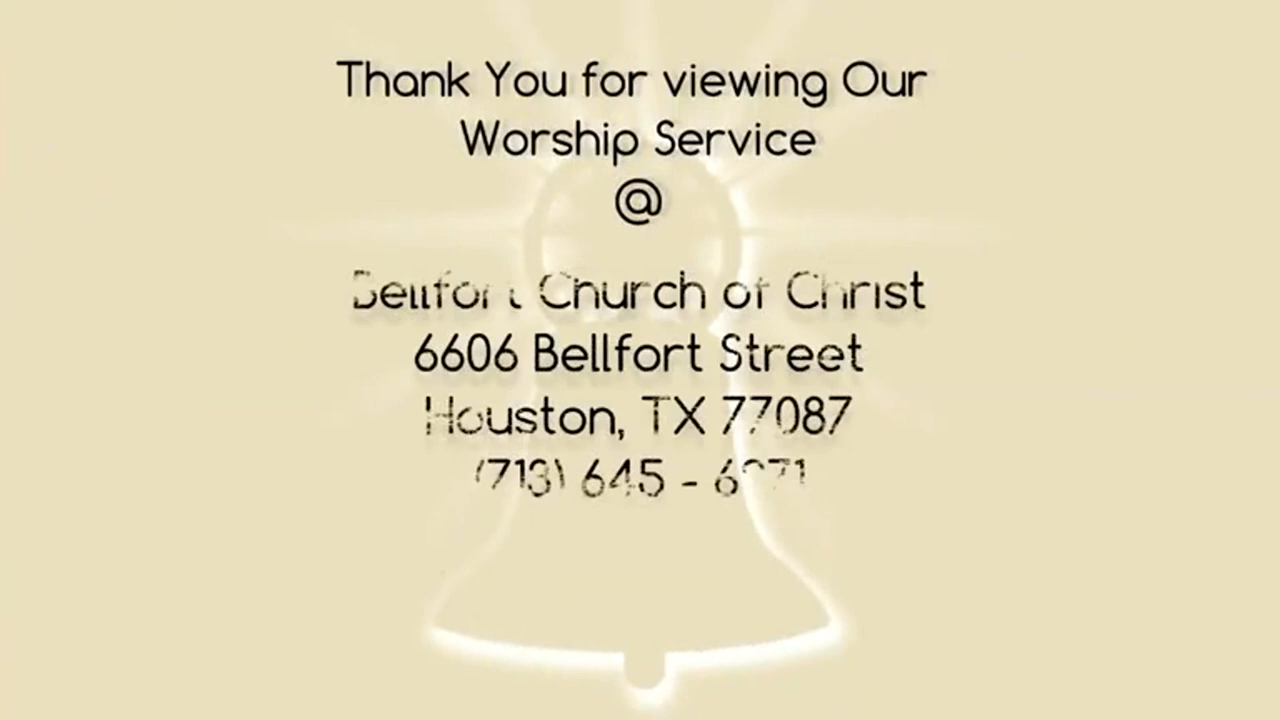 Thank You for viewing Our
Worship Service
@
Bellfort Church of Christ
6606 Bellfort Street
Houston, TX 77087
(713) 645 -